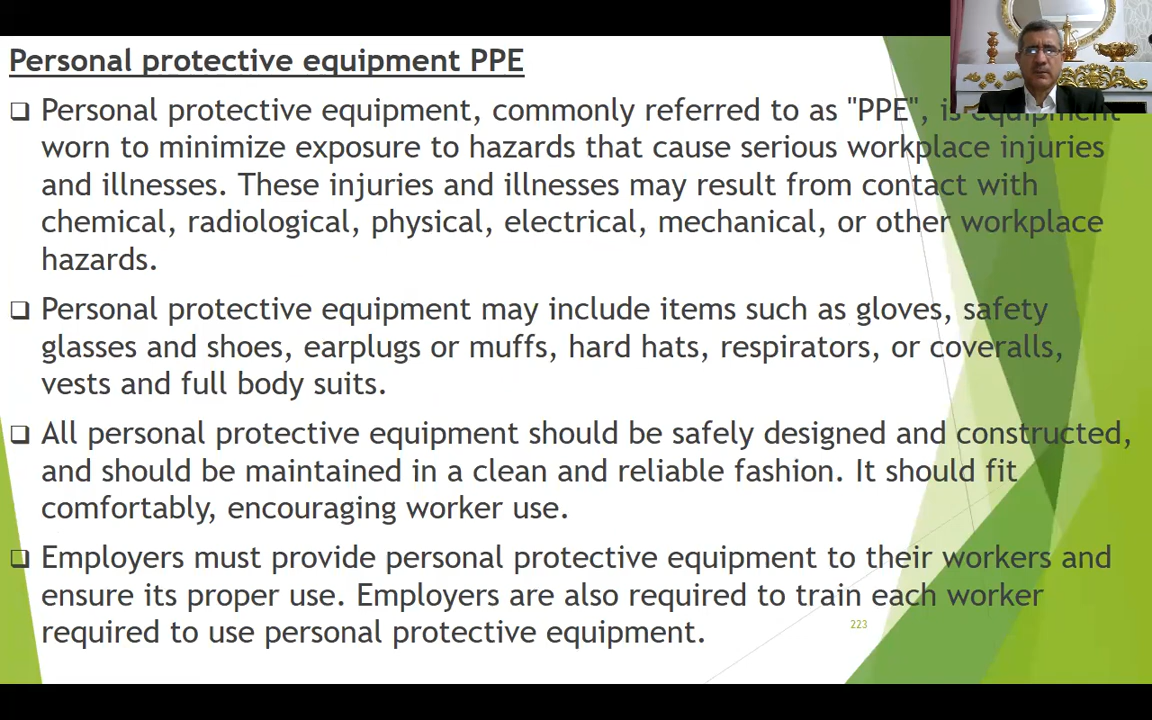 Personal protective equipment PPE
❑ Personal protective equipment, commonly referred to as "PPE", is equipment
worn to minimize exposure to hazards that cause serious workplace injuries
and illnesses. These injuries and illnesses may result from contact with
chemical, radiological, physical, electrical, mechanical, or other workplace
hazards.
❑ Personal protective equipment may include items such as gloves, safety
glasses and shoes, earplugs or muffs, hard hats, respirators, or coveralls,
vests and full body suits.
❑ All personal protective equipment should be safely designed and constructed,
and should be maintained in a clean and reliable fashion. It should fit
comfortably, encouraging worker use.
❑ Employers must provide personal protective equipment to their workers and
ensure its proper use. Employers are also required to train each worker
required to use personal protective equipment.
223